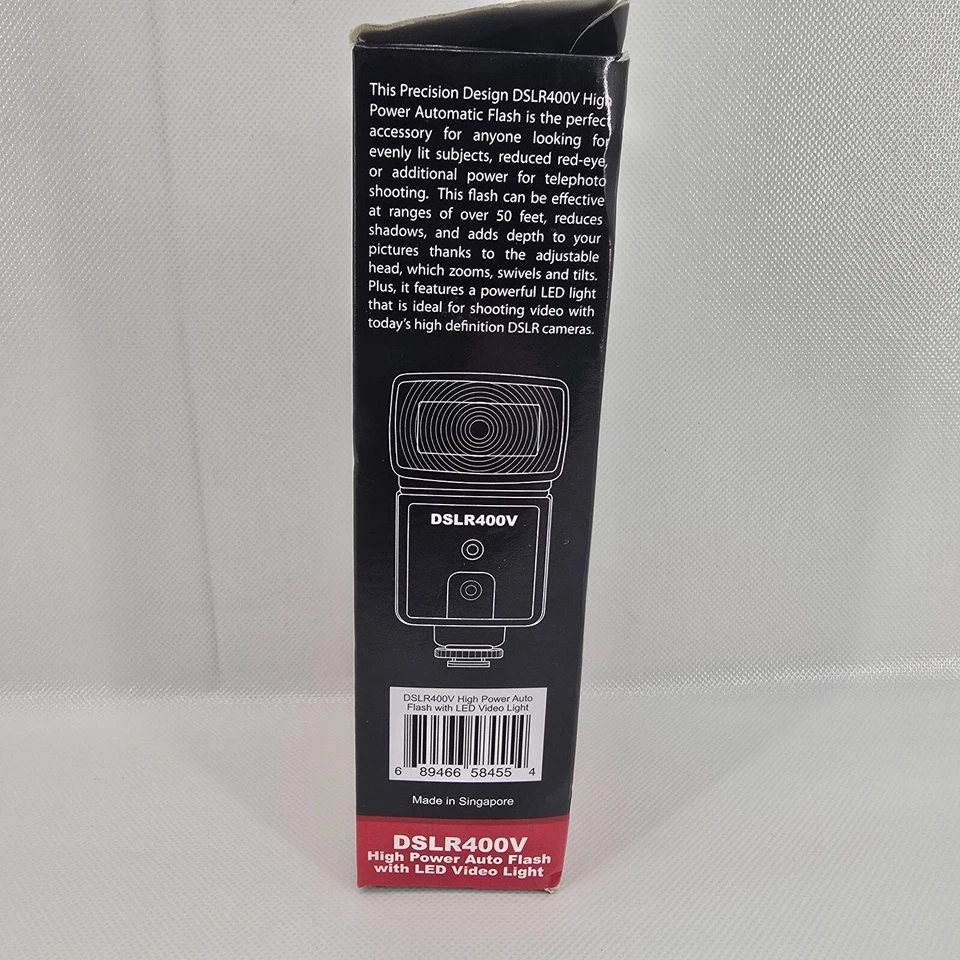 This Precision Design DSLR400V High
Power Automatic Flash is the perfect
accessory for anyone looking for
evenly lit subjects, reduced red-eye,
or additional power for telephoto
shooting. This flash can be effective
at ranges of over 50 feet, reduces
shadows, and adds depth to your
pictures thanks to the adjustable
head, which zooms, swivels and tilts.
Plus, it features a powerful LED light
that is ideal for shooting video with
today's high definition DSLR cameras.
DSLR400V
DSLR400V High Power Auto
Flash with LED Video Light
6 89466 58455 4
Made in Singapore
DSLR400V
High Power Auto Flash
with LED Video Light